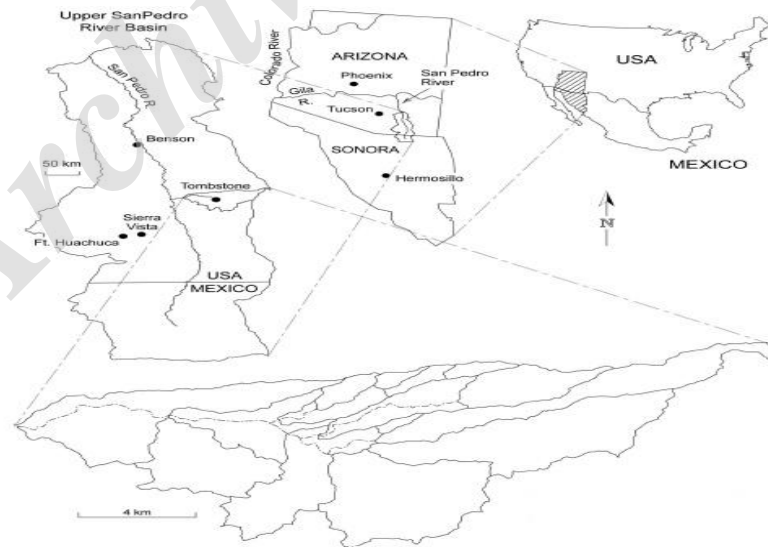 Upper SanPedro
River Basin
San Pedro R.
Benson
50 km
Tombstone
Sierra
Vista
Ft. Huachuca
USA
MEXICO
Colorado River
ARIZONA
Phoenix
San Pedro
River
Gila
R.
Tucson
SONORA
Hermosillo
USA
MEXICO
N
4 km
Archiv